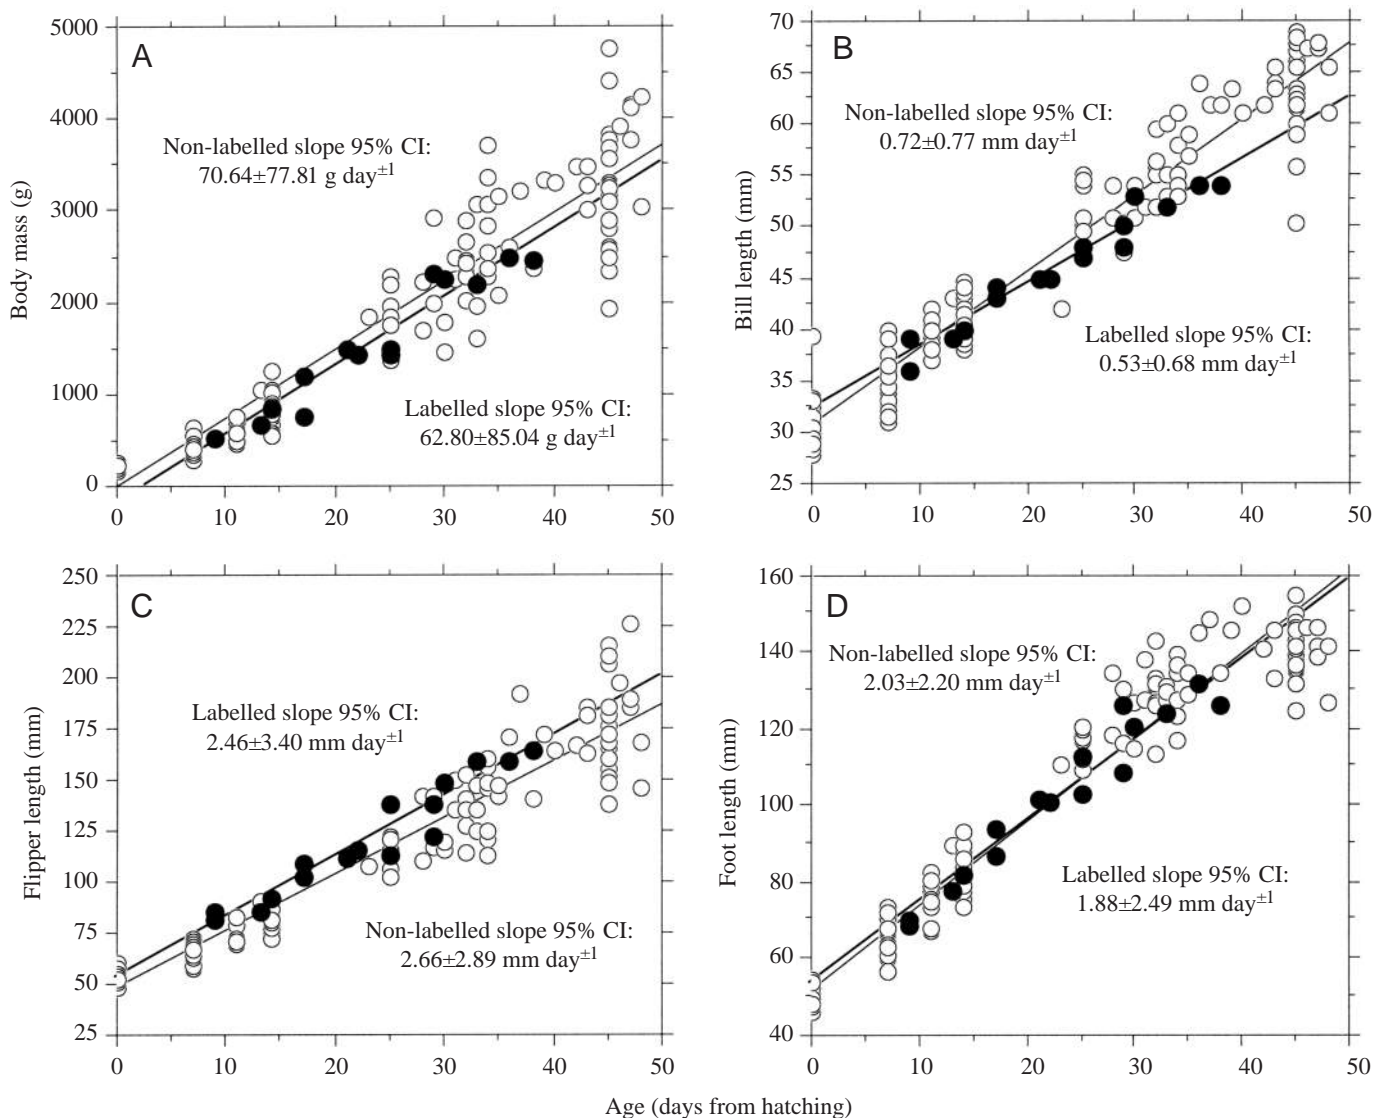 A
5000
4000
3000
2000
1000
0
Body mass (g)
Non-labelled slope 95% CI:
70.64±77.81 g day±1
Labelled slope 95% CI:
62.80±85.04 g day±1
0 10 20 30 40 50
B
70
65
60
55
50
45
40
35
30
25
Bill length (mm)
Non-labelled slope 95% CI:
0.72±0.77 mm day±1
Labelled slope 95% CI:
0.53±0.68 mm day±1
0 10 20 30 40 50
C
250
225
200
175
150
125
100
75
50
25
Flipper length (mm)
Labelled slope 95% CI:
2.46±3.40 mm day±1
Non-labelled slope 95% CI:
2.66±2.89 mm day±1
0 10 20 30 40 50
D
160
140
120
100
80
60
40
Foot length (mm)
Non-labelled slope 95% CI:
2.03±2.20 mm day±1
Labelled slope 95% CI:
1.88±2.49 mm day±1
0 10 20 30 40 50
Age (days from hatching)